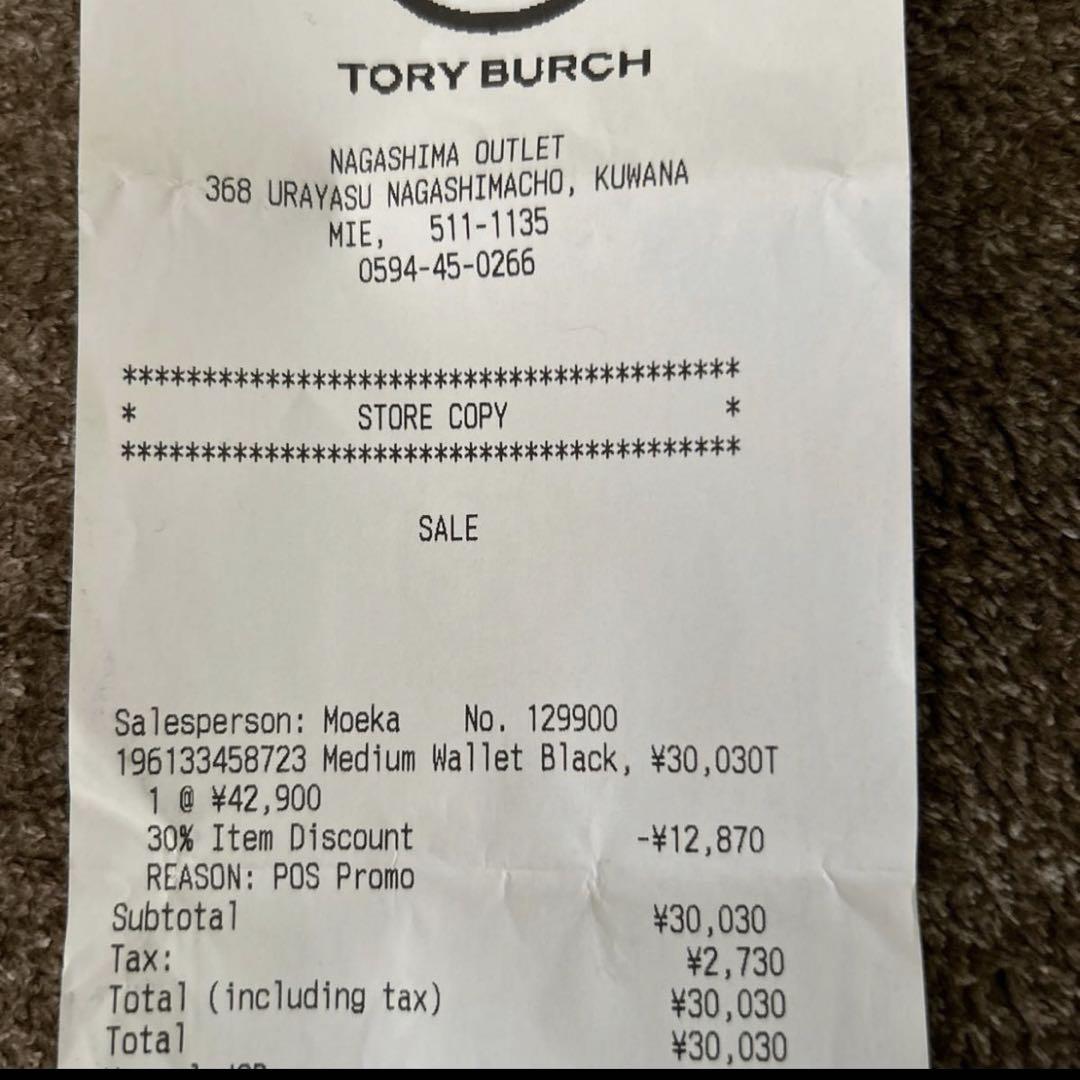 TORY BURCH
NAGASHIMA OUTLET
368 URAYASU NAGASHIMACHO, KUWANA
MIE, 511-1135
0594-45-0266
****************************************
* STORE COPY *
****************************************
SALE
Salesperson: Moeka No. 129900
196133458723 Medium Wallet Black, ¥30,030T
1 @ ¥42,900
30% Item Discount -¥12,870
REASON: POS Promo
Subtotal ¥30,030
Tax: ¥2,730
Total (including tax) ¥30,030
Total ¥30,030